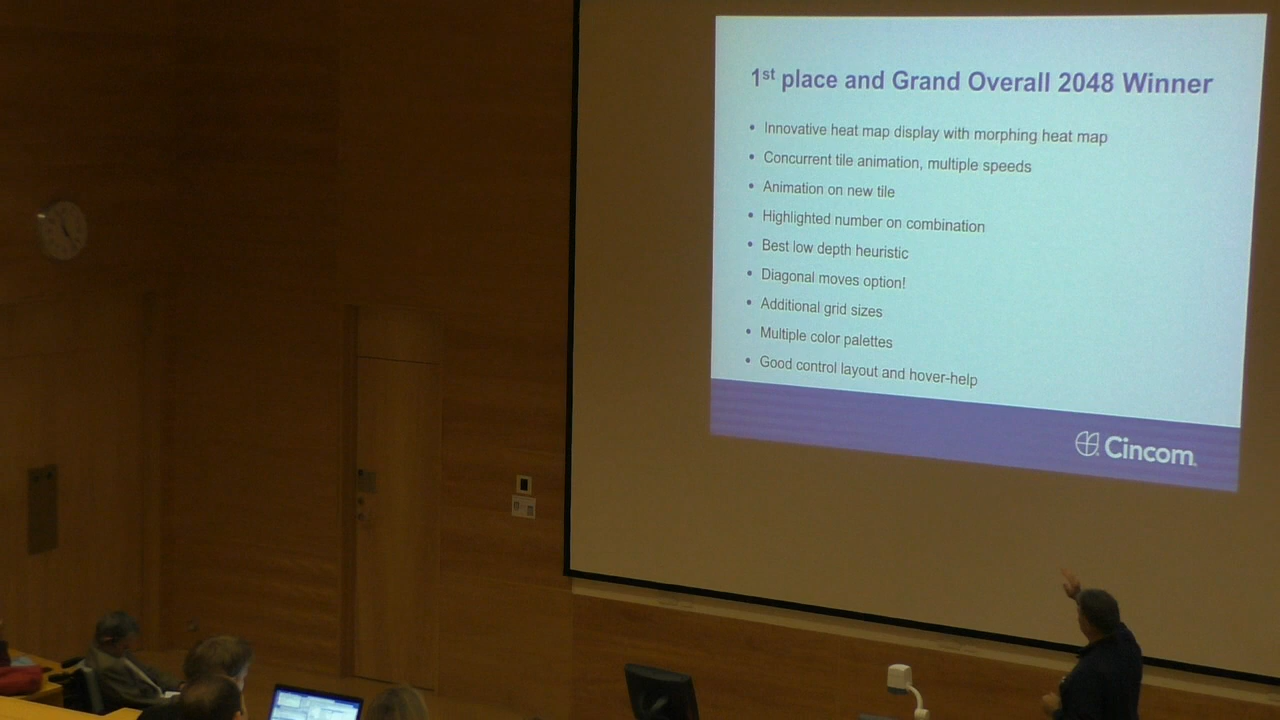 1st place and Grand Overall 2048 Winner
• Innovative heat map display with morphing heat map
• Concurrent tile animation, multiple speeds
• Animation on new tile
• Highlighted number on combination
• Best low depth heuristic
• Diagonal moves option!
• Additional grid sizes
• Multiple color palettes
• Good control layout and hover-help
Cincom